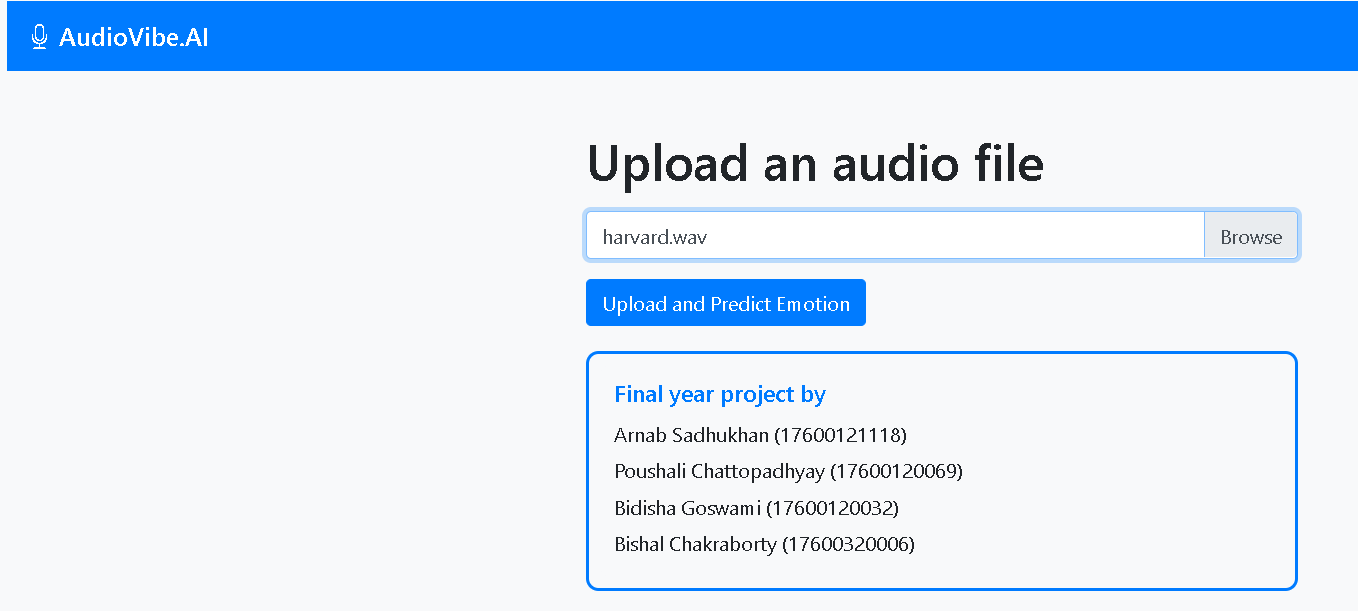 AudioVibe.AI
Upload an audio file
harvard.wav
Browse
Upload and Predict Emotion
Final year project by
Arnab Sadhukhan (17600121118)
Poushali Chattopadhyay (17600120069)
Bidisha Goswami (17600120032)
Bishal Chakraborty (17600320006)